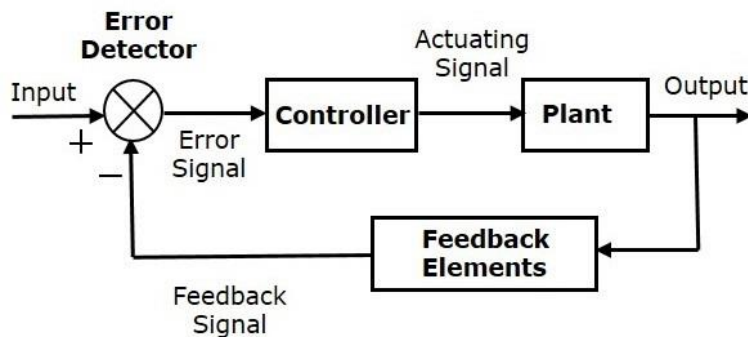 Error
Detector
Input
+
−
Error
Signal
Controller
Actuating
Signal
Plant
Output
Feedback
Elements
Feedback
Signal